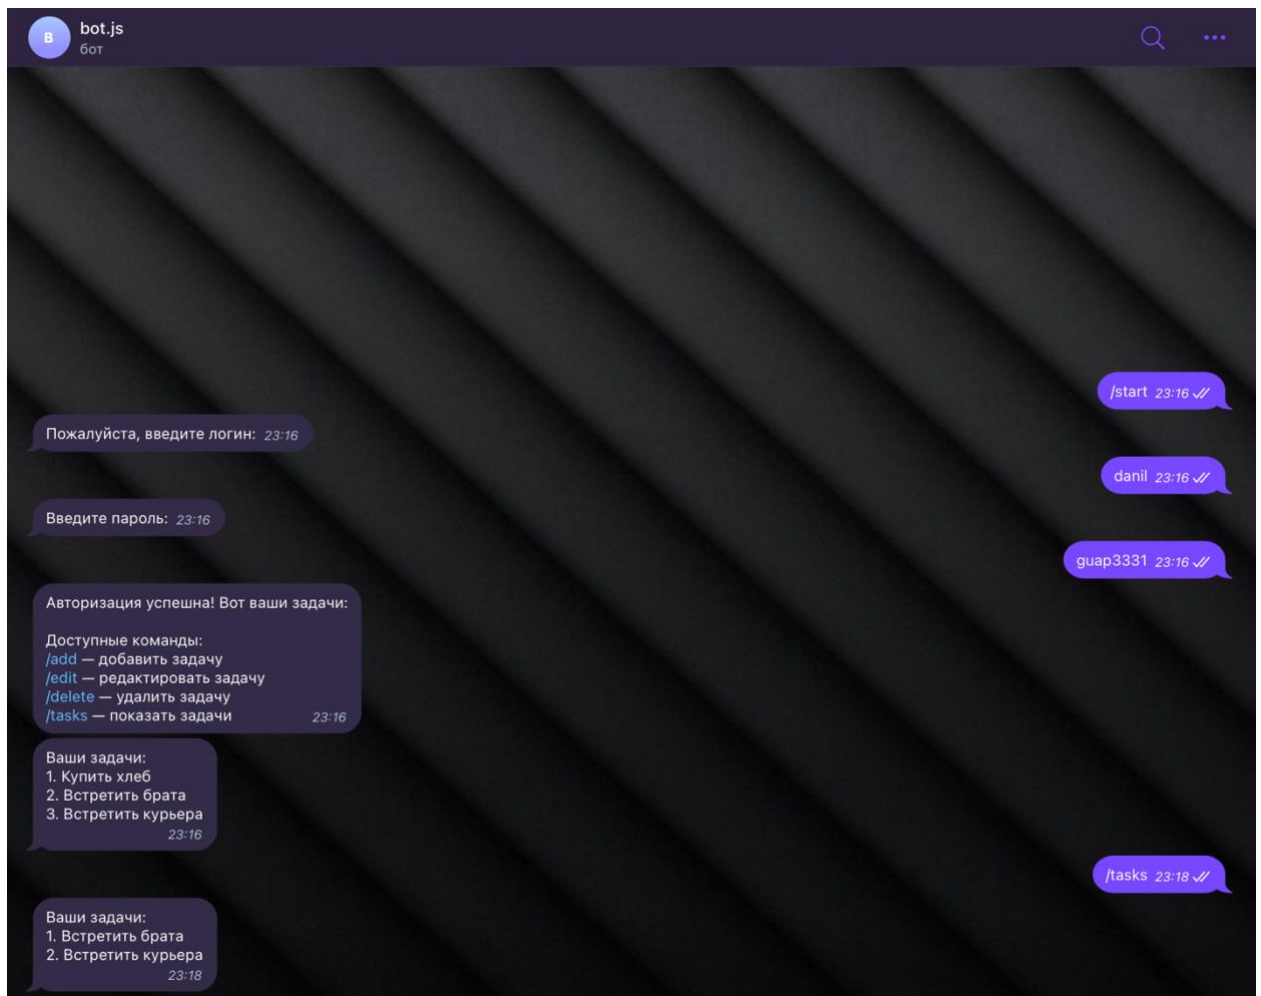 B
bot.js
бот
/start 23:16
Пожалуйста, введите логин: 23:16
danil 23:16
Введите пароль: 23:16
guap3331 23:16
Авторизация успешна! Вот ваши задачи:
Доступные команды:
/add — добавить задачу
/edit — редактировать задачу
/delete — удалить задачу
/tasks — показать задачи 23:16
Ваши задачи:
1. Купить хлеб
2. Встретить брата
3. Встретить курьера
23:16
/tasks 23:18
Ваши задачи:
1. Встретить брата
2. Встретить курьера
23:18